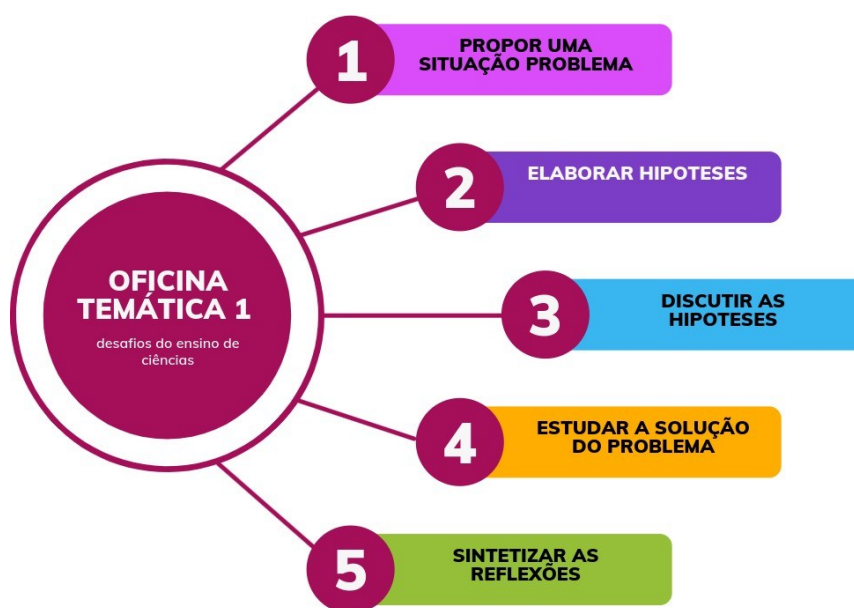 1
PROPOR UMA
SITUAÇÃO PROBLEMA
2
ELABORAR HIPOTESES
OFICINA
TEMÁTICA 1
desafios do ensino de
ciências
3
DISCUTIR AS
HIPOTESES
4
ESTUDAR A SOLUÇÃO
DO PROBLEMA
5
SINTETIZAR AS
REFLEXÕES